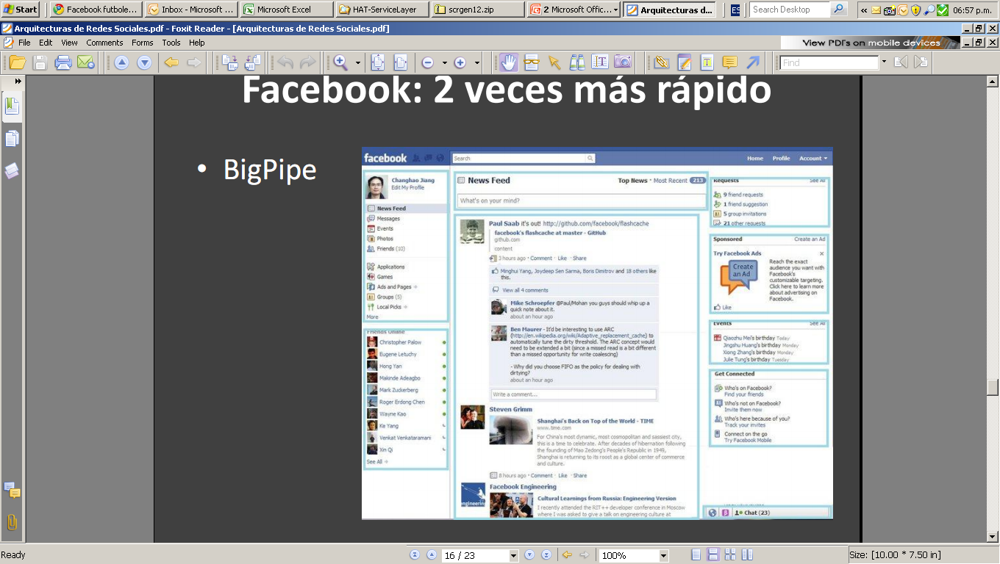 Start
Facebook futbole...
Inbox - Microsoft ...
Microsoft Excel
HAT-ServiceLayer
scrgen12.zip
2 Microsoft Offic...
Arquitecturas d...
ES
Search Desktop
06:57 p.m.
Arquitecturas de Redes Sociales.pdf - Foxit Reader - [Arquitecturas de Redes Sociales.pdf]
File Edit View Comments Forms Tools Help
View PDFs on mobile devices
Find
Facebook: 2 veces más rápido
• BigPipe
facebook
Search
Home Profile Account
Changhao Jiang
Edit My Profile
News Feed
Messages
Events
Photos
Friends (10)
Applications
Games
Ads and Pages
Groups (5)
Local Picks
More
Friends Online
Christopher Palow
Eugene Letuchy
Hong Yan
Makinde Adeagbo
Mark Zuckerberg
Roger Erdong Chen
Wayne Kao
Ke Yang
Venkat Venkataramani
Xin Qi
See All
News Feed
Top News · Most Recent 213
What's on your mind?
Paul Saab it's out! http://github.com/facebook/flashcache
facebook's flashcache at master - GitHub
github.com
content
3 hours ago · Comment · Like · Share
Minghui Yang, Joydeep Sen Sarma, Boris Dimitrov and 18 others like
this.
View all 4 comments
Mike Schroepfer @Paul/Mohan you guys should whip up a
quick note about it.
about an hour ago
Ben Maurer - It'd be interesting to use ARC
(http://en.wikipedia.org/wiki/Adaptive_replacement_cache) to
automatically tune the dirty threshold. The ARC concept would
need to be extended a bit (since a missed read is a bit different
than a missed opportunity for write coalescing)
- Why did you choose FIFO as the policy for dealing with
drtying?
about an hour ago
Write a comment...
Steven Grimm
Shanghai's Back on Top of the World - TIME
www.time.com
For China's most dynamic, most cosmopolitan and sassiest city,
this is a time to celebrate. After decades of hibernation following
the founding of Mao Zedong's People's Republic in 1949,
Shanghai is returning to its roost as a global center of commerce
and culture.
8 hours ago · Comment · Like · Share
Facebook Engineering
Cultural Learnings from Russia: Engineering Version
I recently attended the RIT++ developer conference in Moscow
where I was asked to give a talk on engineering culture at
Requests See All
9 friend requests
1 friend suggestion
5 group invitations
21 other requests
Sponsored Create an Ad
Try Facebook Ads
Create
an Ad
Reach the exact
audience you want with
Facebook's
customizable targeting.
Click here to learn more
about advertising on
Facebook.
Like
Events See All
Qiaozhu Mei's birthday Today
Jingshu Huang's birthday Monday
Xiong Zhang's birthday Monday
Julie Tung's birthday Tuesday
Get Connected
Who's on Facebook?
Find your friends
Who's not on Facebook?
Invite them now
Who's here because of you?
Track your invites
Connect on the go
Try Facebook Mobile
Chat (23)
Ready
16 / 23
100%
Size: [10.00 * 7.50 in]